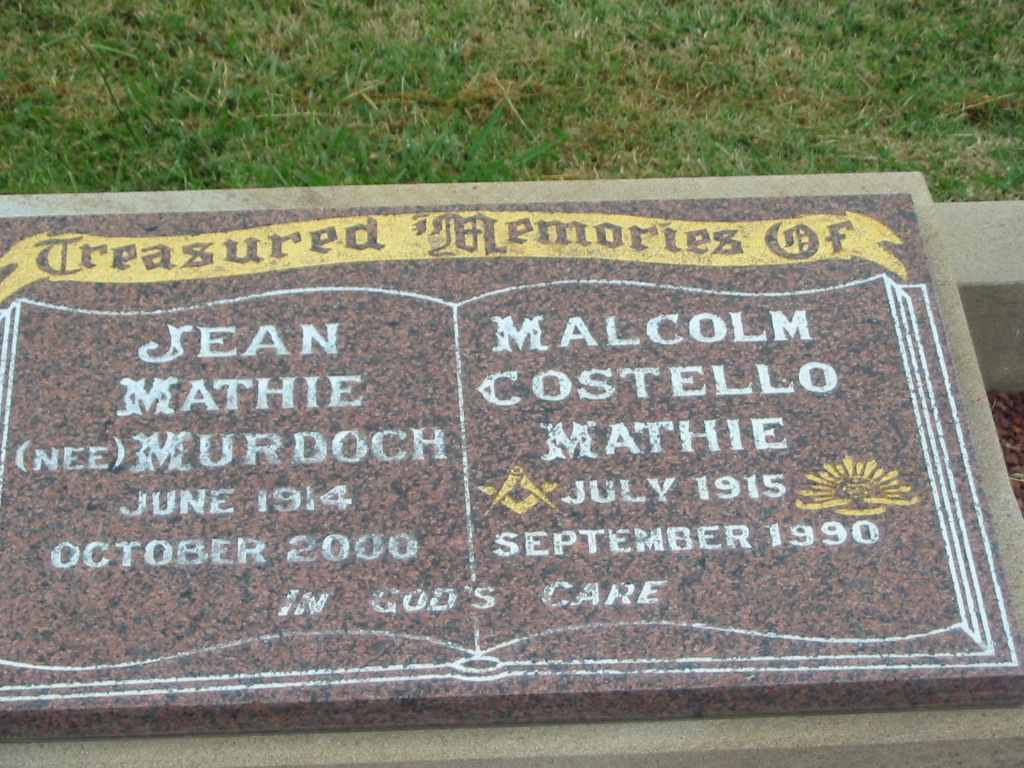 Treasured Memories Of
JEAN
MATHIE
(NEE) MURDOCH
JUNE 1914
OCTOBER 2000
MALCOLM
COSTELLO
MATHIE
JULY 1915
SEPTEMBER 1990
IN GOD'S CARE